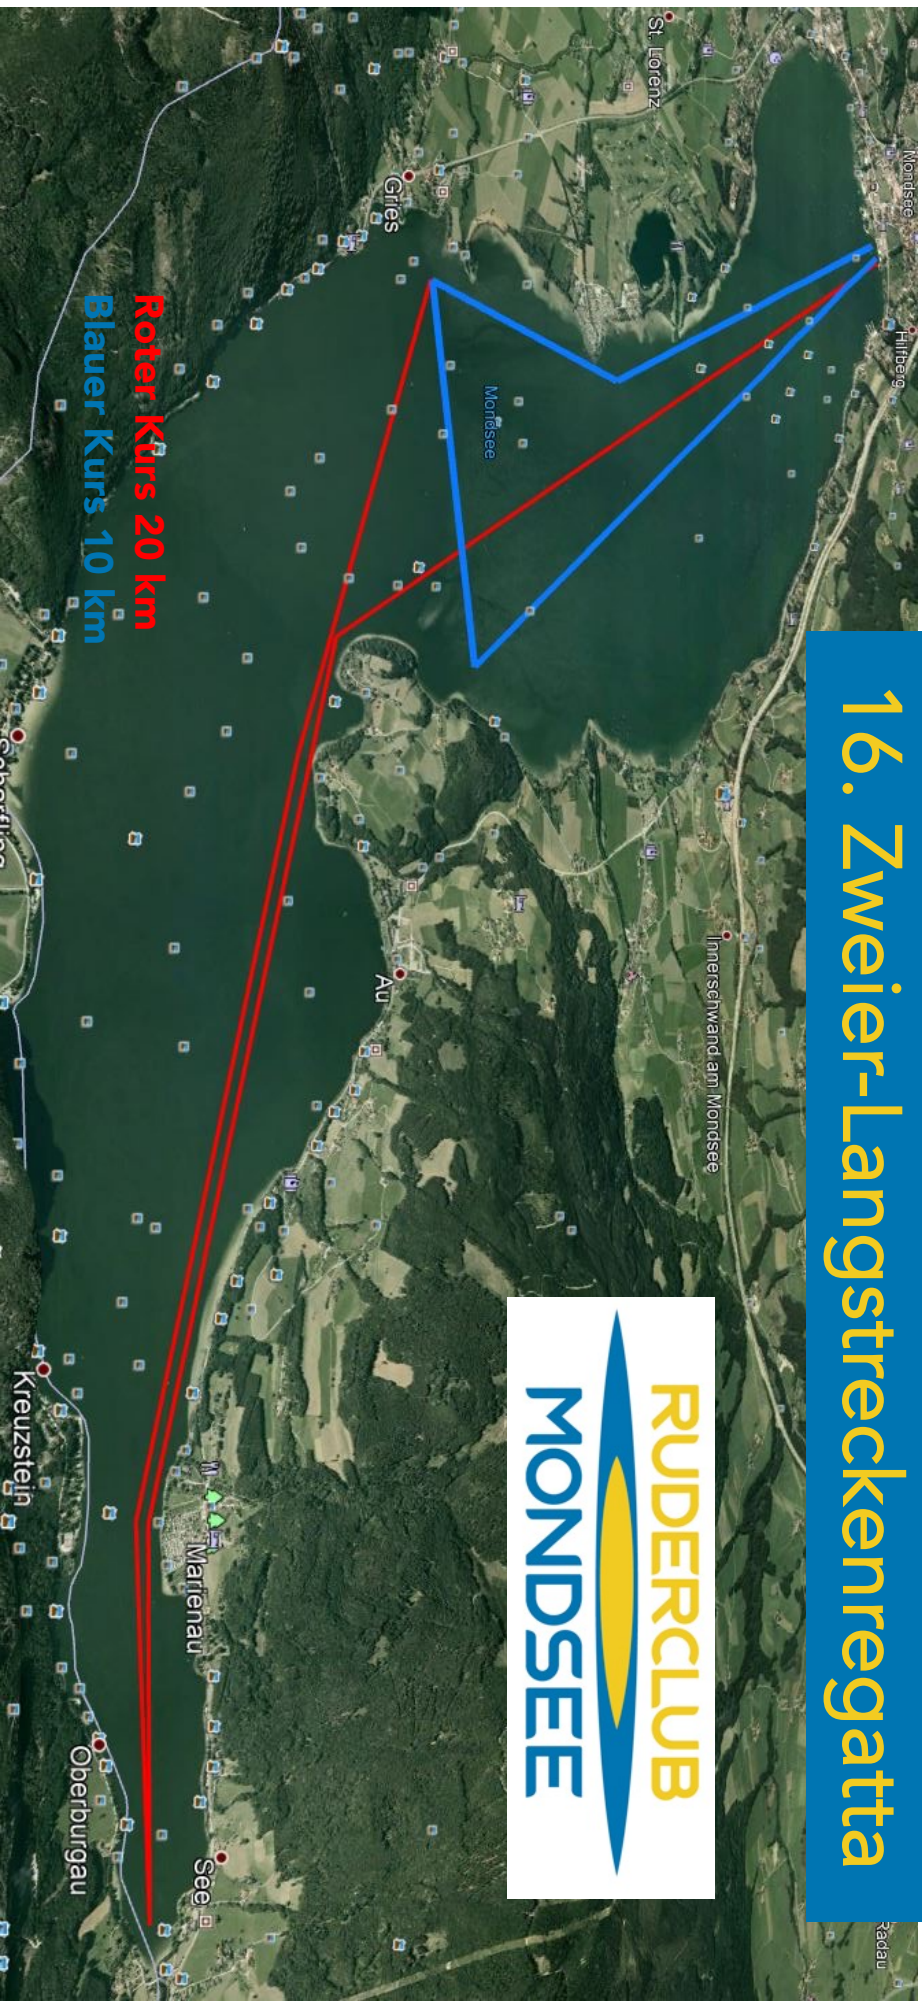 16. Zweier-Langstreckenregatta
RUDERCLUB
MONDSEE
Roter Kurs 20 km
Blauer Kurs 10 km
Mondsee
Hilfberg
St. Lorenz
Gries
Mondsee
Innerschwand am Mondsee
Au
Marienau
Kreuzstein
Oberburgau
See
Radau